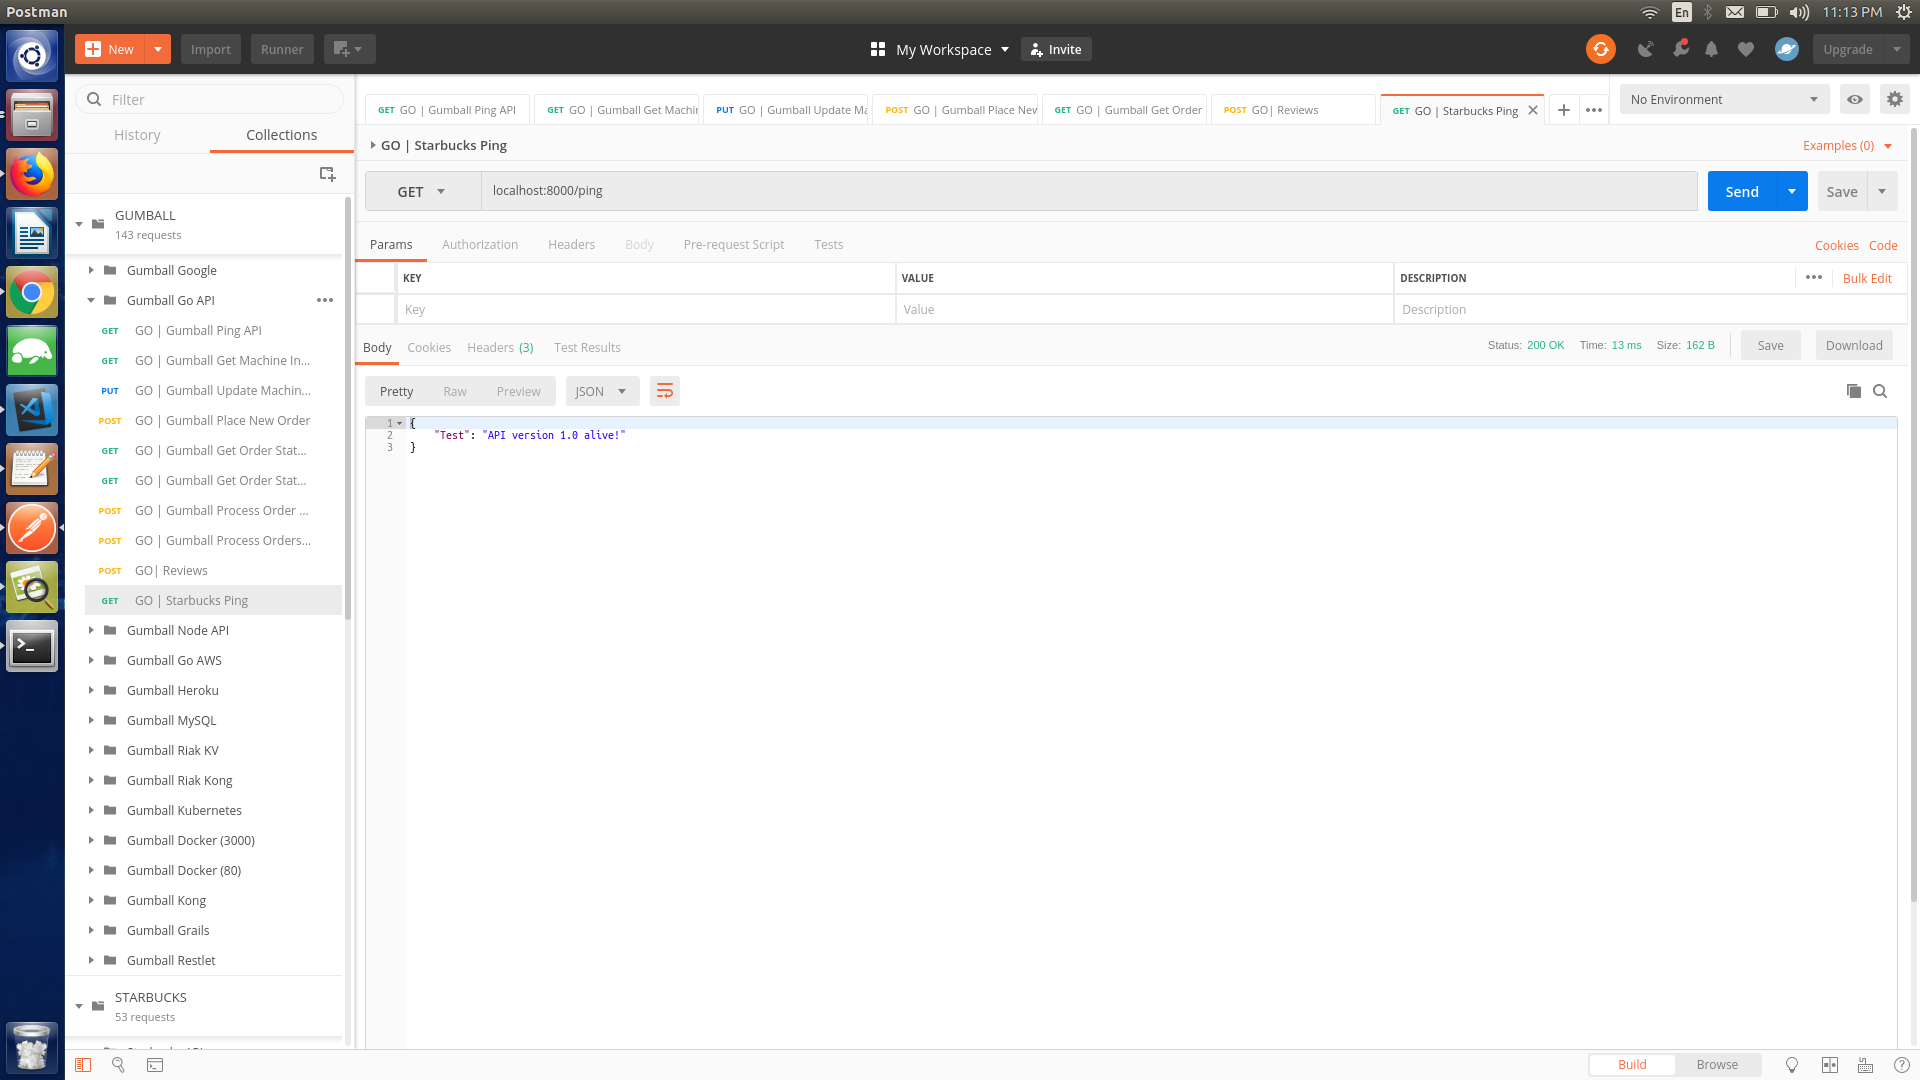 Postman
En
11:13 PM
New
Import
Runner
My Workspace
Invite
Upgrade
Filter
History
Collections
GUMBALL
143 requests
Gumball Google
Gumball Go API
GET GO | Gumball Ping API
GET GO | Gumball Get Machine In...
PUT GO | Gumball Update Machin...
POST GO | Gumball Place New Order
GET GO | Gumball Get Order Stat...
GET GO | Gumball Get Order Stat...
POST GO | Gumball Process Order ...
POST GO | Gumball Process Orders...
POST GO| Reviews
GET GO | Starbucks Ping
Gumball Node API
Gumball Go AWS
Gumball Heroku
Gumball MySQL
Gumball Riak KV
Gumball Riak Kong
Gumball Kubernetes
Gumball Docker (3000)
Gumball Docker (80)
Gumball Kong
Gumball Grails
Gumball Restlet
STARBUCKS
53 requests
GET GO | Gumball Ping API
GET GO | Gumball Get Machin
PUT GO | Gumball Update Ma
POST GO | Gumball Place New
GET GO | Gumball Get Order
POST GO| Reviews
GET GO | Starbucks Ping
No Environment
GO | Starbucks Ping
Examples (0)
GET
localhost:8000/ping
Send
Save
Params Authorization Headers Body Pre-request Script Tests
Cookies Code
KEY VALUE DESCRIPTION
Bulk Edit
Key Value Description
Body Cookies Headers (3) Test Results
Status: 200 OK Time: 13 ms Size: 162 B
Save
Download
Pretty Raw Preview
JSON
1 {
2 "Test": "API version 1.0 alive!"
3 }
Build
Browse